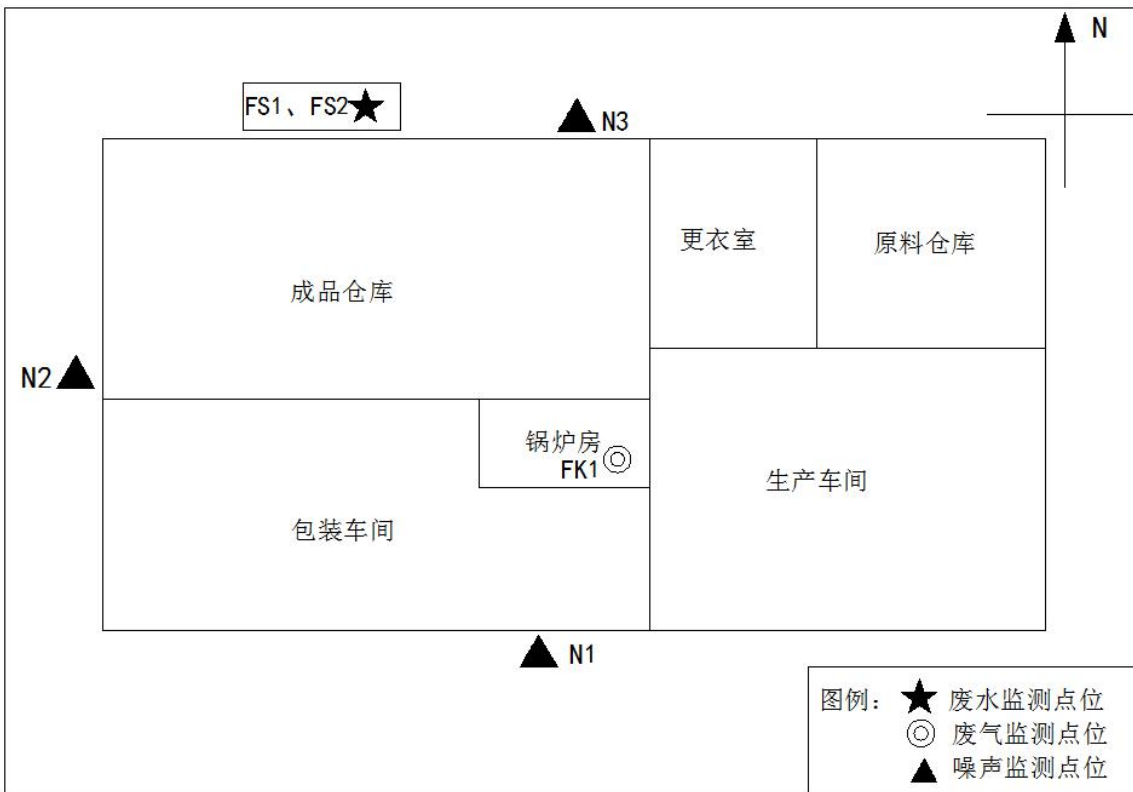 N
FS1、FS2
N3
更衣室
原料仓库
成品仓库
N2
锅炉房
FK1
生产车间
包装车间
N1
图例：
废水监测点位
废气监测点位
噪声监测点位